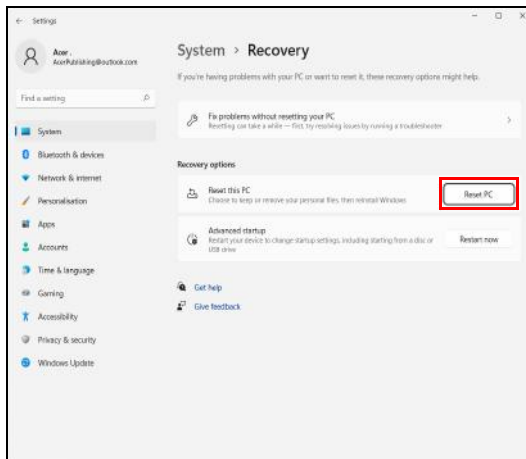 Settings
Acer .
AcerPublishing@outlook.com
Find a setting
System
Bluetooth & devices
Network & internet
Personalisation
Apps
Accounts
Time & language
Gaming
Accessibility
Privacy & security
Windows Update
System > Recovery
If you're having problems with your PC or want to reset it, these recovery options might help.
Fix problems without resetting your PC
Resetting can take a while — first, try resolving issues by running a troubleshooter
Recovery options
Reset this PC
Choose to keep or remove your personal files, then reinstall Windows
Reset PC
Advanced startup
Restart your device to change startup settings, including starting from a disc or
USB drive
Restart now
Get help
Give feedback